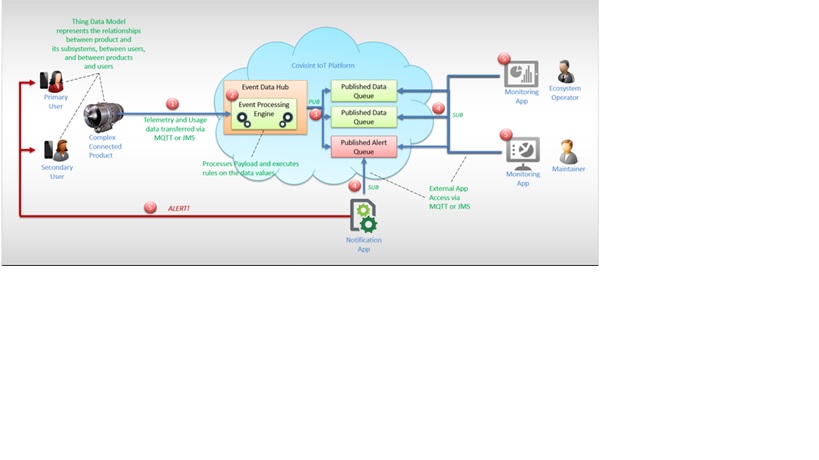 Thing Data Model
represents the relationships
between product and
its subsystems, between users,
and between products
and users
Primary
User
Complex
Connected
Product
Secondary
User
1
Telemetry and Usage
data transferred via
MQTT or JMS
Covisint IoT Platform
Event Data Hub
2
Event Processing
Engine
Processes Payload and executes
rules on the data values
PUB
3
Published Data
Queue
Published Data
Queue
Published Alert
Queue
4
SUB
4
SUB
External App
Access via
MQTT or JMS
Monitoring
App
Ecosystem
Operator
5
Monitoring
App
Maintainer
5
ALERT!
Notification
App